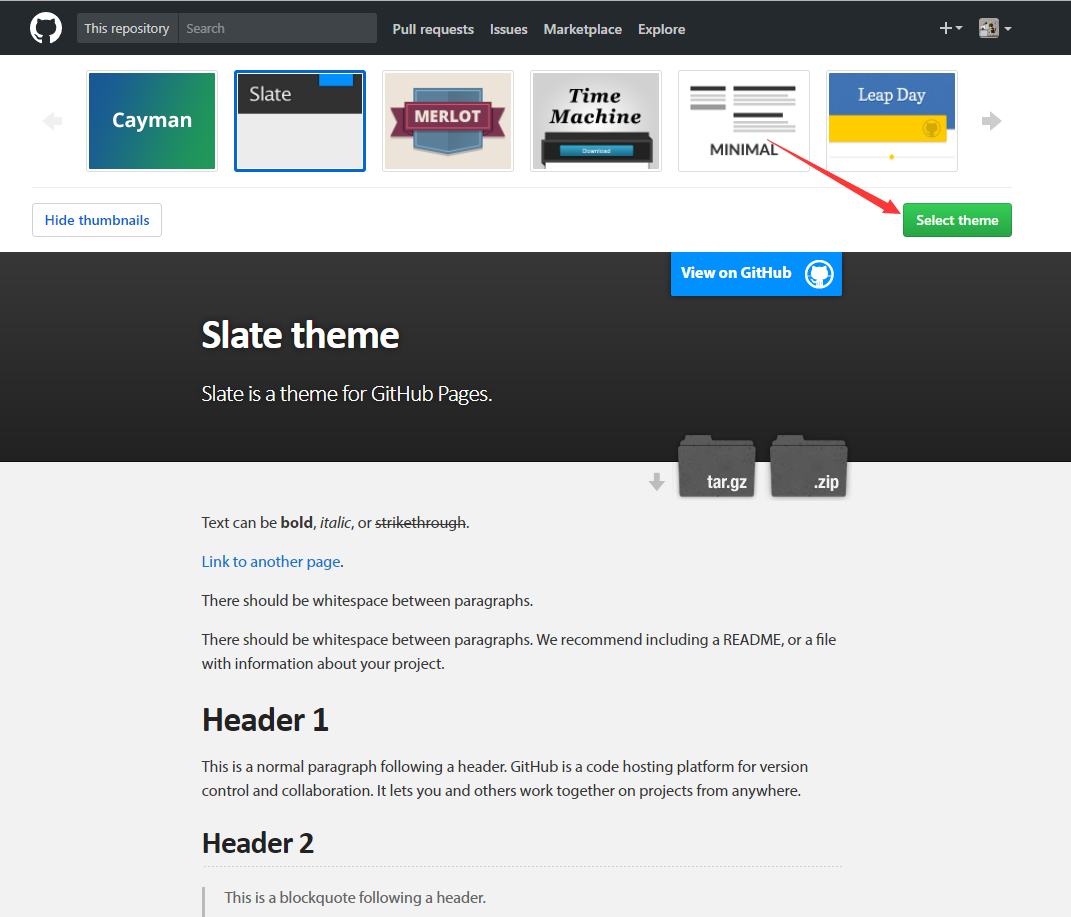 This repository Search Pull requests Issues Marketplace Explore
Cayman
Slate
MERLOT
Time
Machine
Download
MINIMAL
Leap Day
Hide thumbnails
Select theme
View on GitHub
Slate theme
Slate is a theme for GitHub Pages.
tar.gz
.zip
Text can be bold, italic, or strikethrough.
Link to another page.
There should be whitespace between paragraphs.
There should be whitespace between paragraphs. We recommend including a README, or a file
with information about your project.
Header 1
This is a normal paragraph following a header. GitHub is a code hosting platform for version
control and collaboration. It lets you and others work together on projects from anywhere.
Header 2
This is a blockquote following a header.